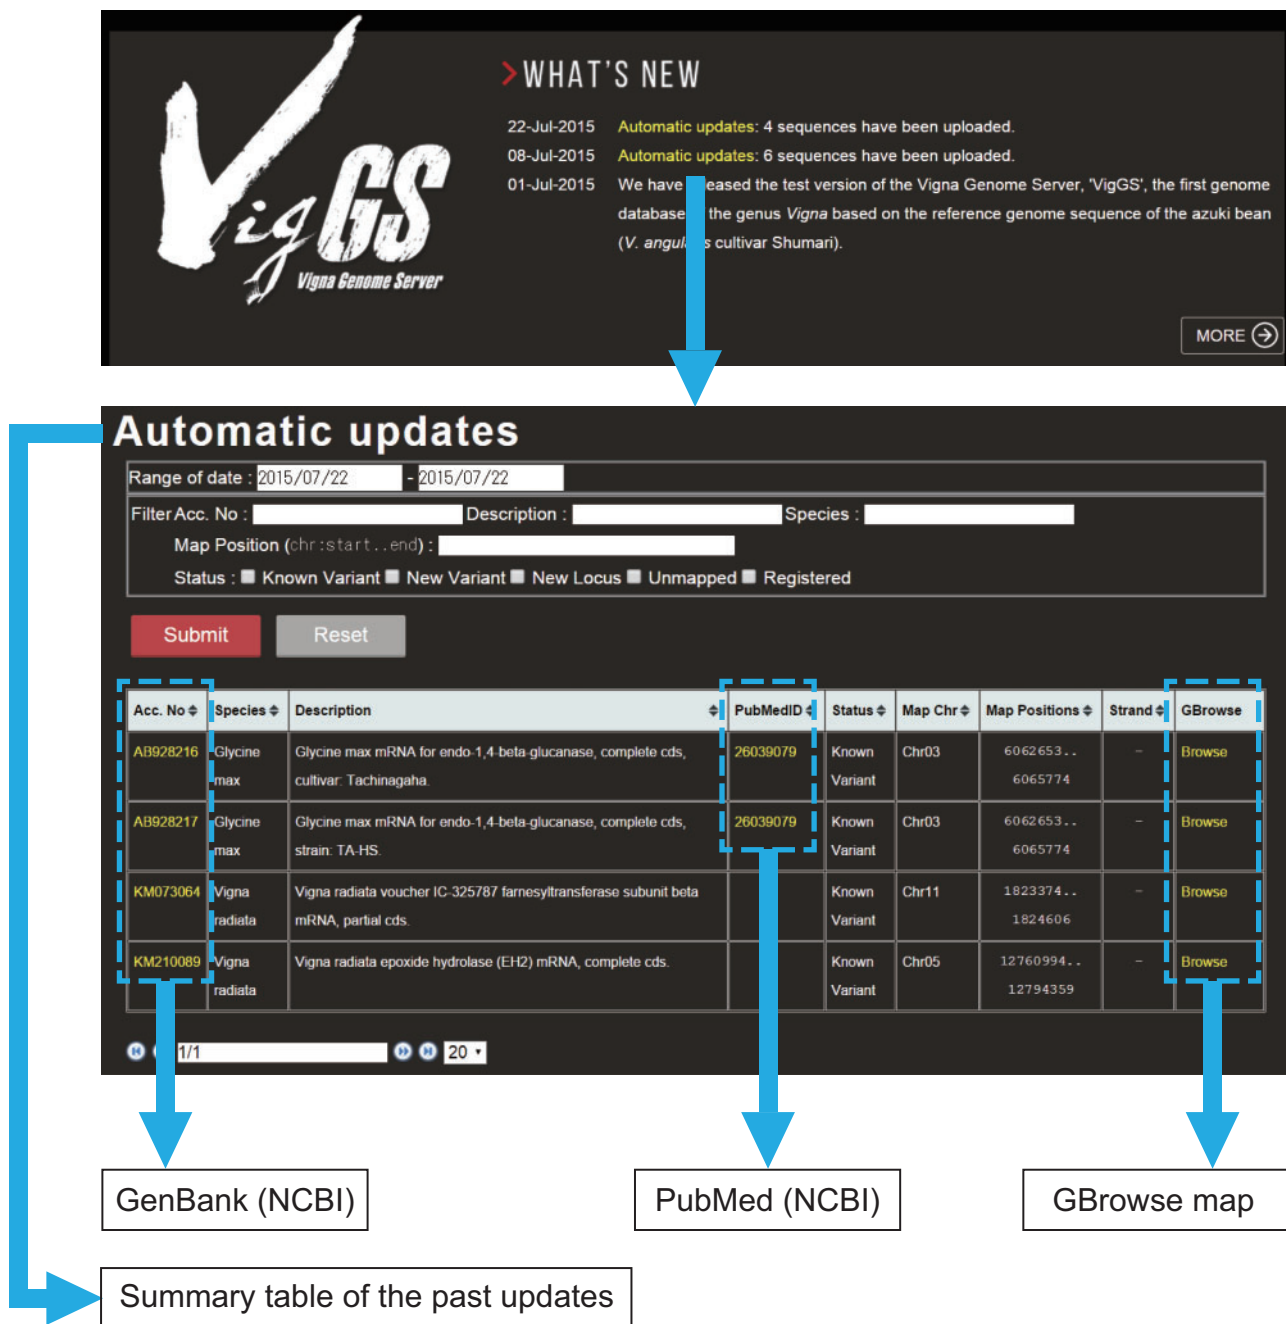 VigGS
Vigna Genome Server
>WHAT'S NEW
22-Jul-2015 Automatic updates: 4 sequences have been uploaded.
08-Jul-2015 Automatic updates: 6 sequences have been uploaded.
01-Jul-2015 We have eased the test version of the Vigna Genome Server, 'VigGS', the first genome
database the genus Vigna based on the reference genome sequence of the azuki bean
(V. angul s cultivar Shumari).
MORE
Automatic updates
Range of date : 2015/07/22 - 2015/07/22
Filter Acc. No : Description : Species :
Map Position (chr:start..end) :
Status : Known Variant New Variant New Locus Unmapped Registered
Submit Reset
Acc. No Species Description PubMedID Status Map Chr Map Positions Strand GBrowse
AB928216 Glycine Glycine max mRNA for endo-1,4-beta-glucanase, complete cds, 26039079 Known Chr03 6062653.. - Browse
max cultivar: Tachinagaha. Variant 6065774
AB928217 Glycine Glycine max mRNA for endo-1,4-beta-glucanase, complete cds, 26039079 Known Chr03 6062653.. - Browse
max strain: TA-HS. Variant 6065774
KM073064 Vigna Vigna radiata voucher IC-325787 farnesyltransferase subunit beta Known Chr11 1823374.. - Browse
radiata mRNA, partial cds. Variant 1824606
KM210089 Vigna Vigna radiata epoxide hydrolase (EH2) mRNA, complete cds. Known Chr05 12760994.. - Browse
radiata Variant 12794359
1/1 20
GenBank (NCBI) PubMed (NCBI) GBrowse map
Summary table of the past updates